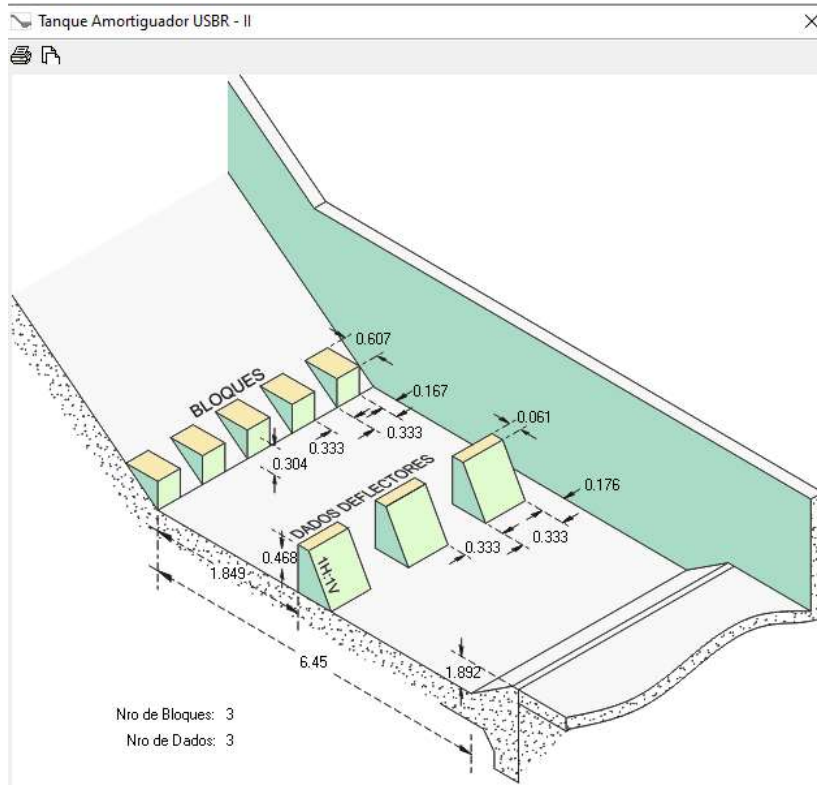 Tanque Amortiguador USBR - II
0.607
BLOQUES
0.167
0.333
0.333
0.304
0.061
DADOS DEFLECTORES
0.176
0.333
0.333
0.468
1H:1V
1.849
6.45
1.892
Nro de Bloques: 3
Nro de Dados: 3